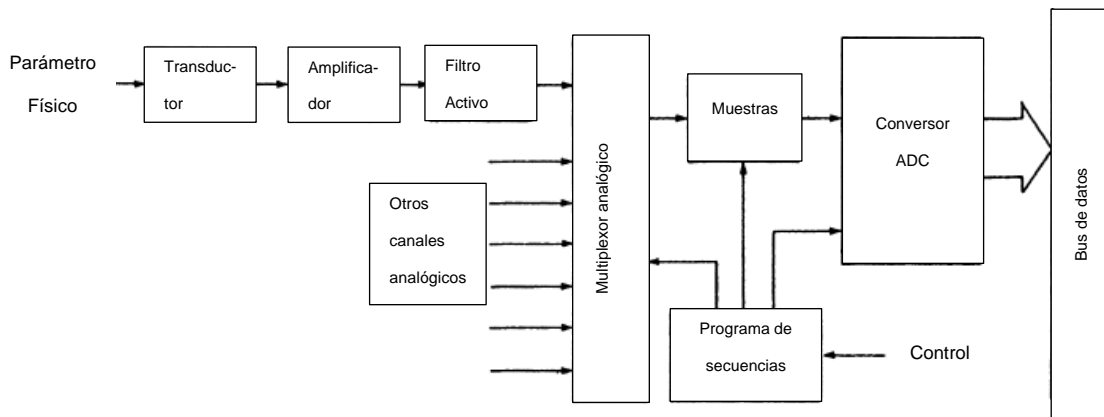 Parámetro
Físico
Transduc-
tor
Amplifica-
dor
Filtro
Activo
Otros
canales
analógicos
Multiplexor analógico
Muestras
Conversor
ADC
Programa de
secuencias
Control
Bus de datos